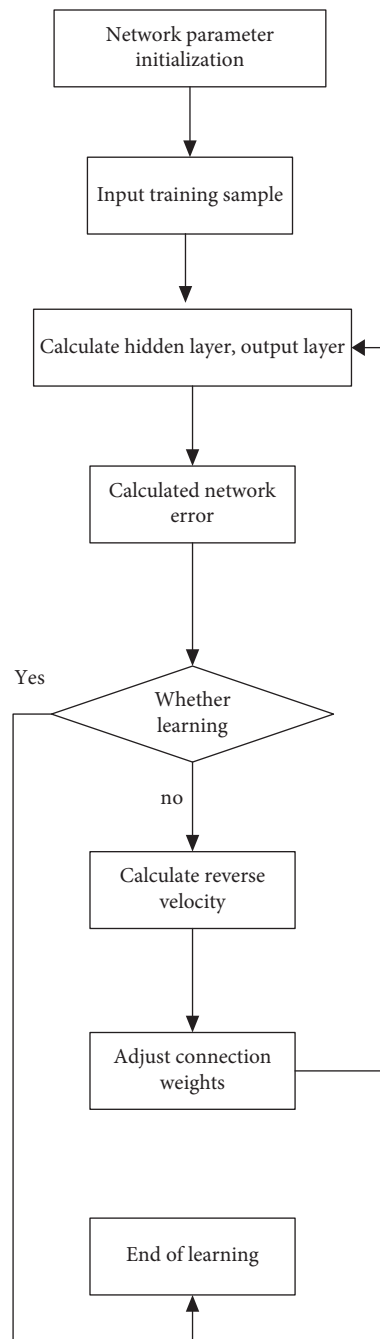 Network parameter
initialization
Input training sample
Calculate hidden layer, output layer
Calculated network
error
Yes
Whether
learning
no
Calculate reverse
velocity
Adjust connection
weights
End of learning